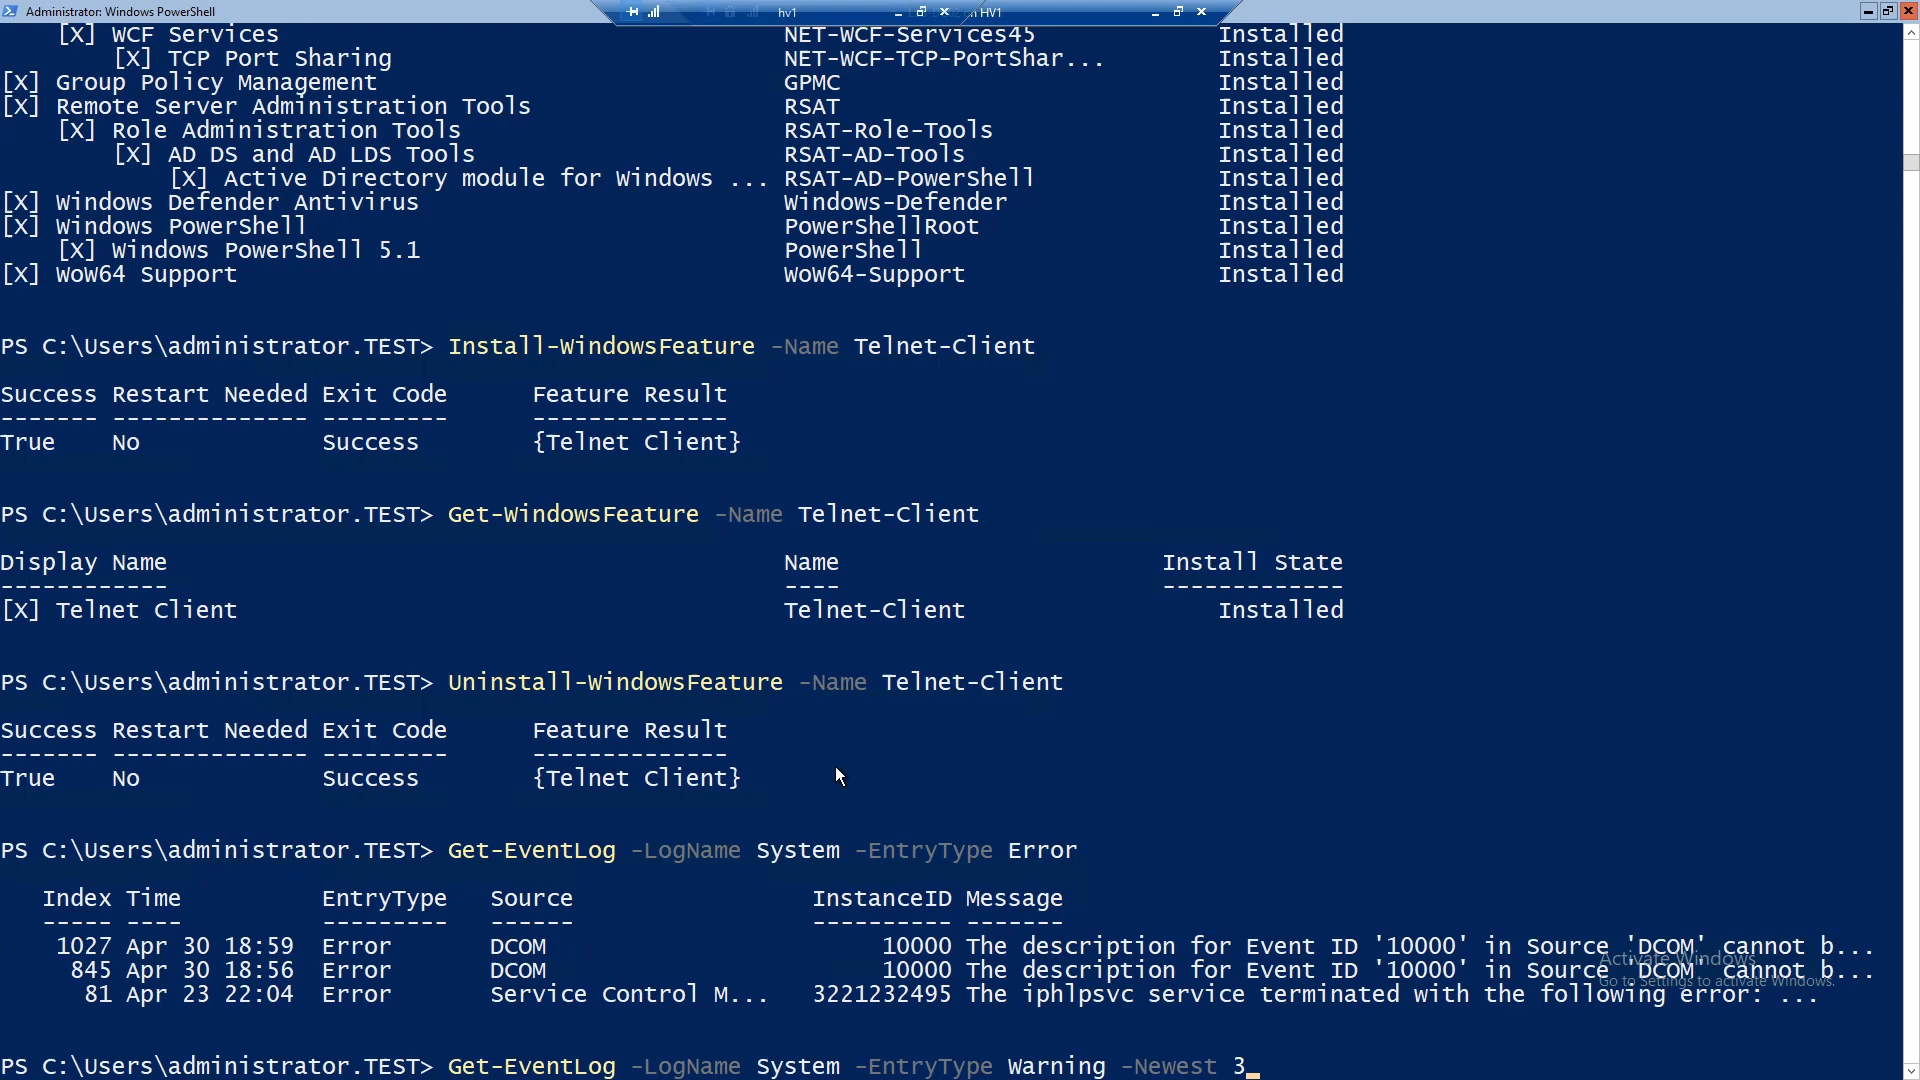 Administrator: Windows PowerShell
hv1
on HV1
[X] WCF Services NET-WCF-Services45 Installed
[X] TCP Port Sharing NET-WCF-TCP-PortShar... Installed
[X] Group Policy Management GPMC Installed
[X] Remote Server Administration Tools RSAT Installed
[X] Role Administration Tools RSAT-Role-Tools Installed
[X] AD DS and AD LDS Tools RSAT-AD-Tools Installed
[X] Active Directory module for Windows ... RSAT-AD-PowerShell Installed
[X] Windows Defender Antivirus Windows-Defender Installed
[X] Windows PowerShell PowerShellRoot Installed
[X] Windows PowerShell 5.1 PowerShell Installed
[X] WoW64 Support WoW64-Support Installed
PS C:\Users\administrator.TEST> Install-WindowsFeature -Name Telnet-Client
Success Restart Needed Exit Code Feature Result
------- -------------- --------- --------------
True No Success {Telnet Client}
PS C:\Users\administrator.TEST> Get-WindowsFeature -Name Telnet-Client
Display Name Name Install State
------------ ---- -------------
[X] Telnet Client Telnet-Client Installed
PS C:\Users\administrator.TEST> Uninstall-WindowsFeature -Name Telnet-Client
Success Restart Needed Exit Code Feature Result
------- -------------- --------- --------------
True No Success {Telnet Client}
PS C:\Users\administrator.TEST> Get-EventLog -LogName System -EntryType Error
Index Time EntryType Source InstanceID Message
----- ---- --------- ------ ---------- -------
1027 Apr 30 18:59 Error DCOM 10000 The description for Event ID '10000' in Source 'DCOM' cannot b...
845 Apr 30 18:56 Error DCOM 10000 The description for Event ID '10000' in Source 'DCOM' cannot b...
81 Apr 23 22:04 Error Service Control M... 3221232495 The iphlpsvc service terminated with the following error: ...
Activate Windows
Go to Settings to activate Windows.
PS C:\Users\administrator.TEST> Get-EventLog -LogName System -EntryType Warning -Newest 3